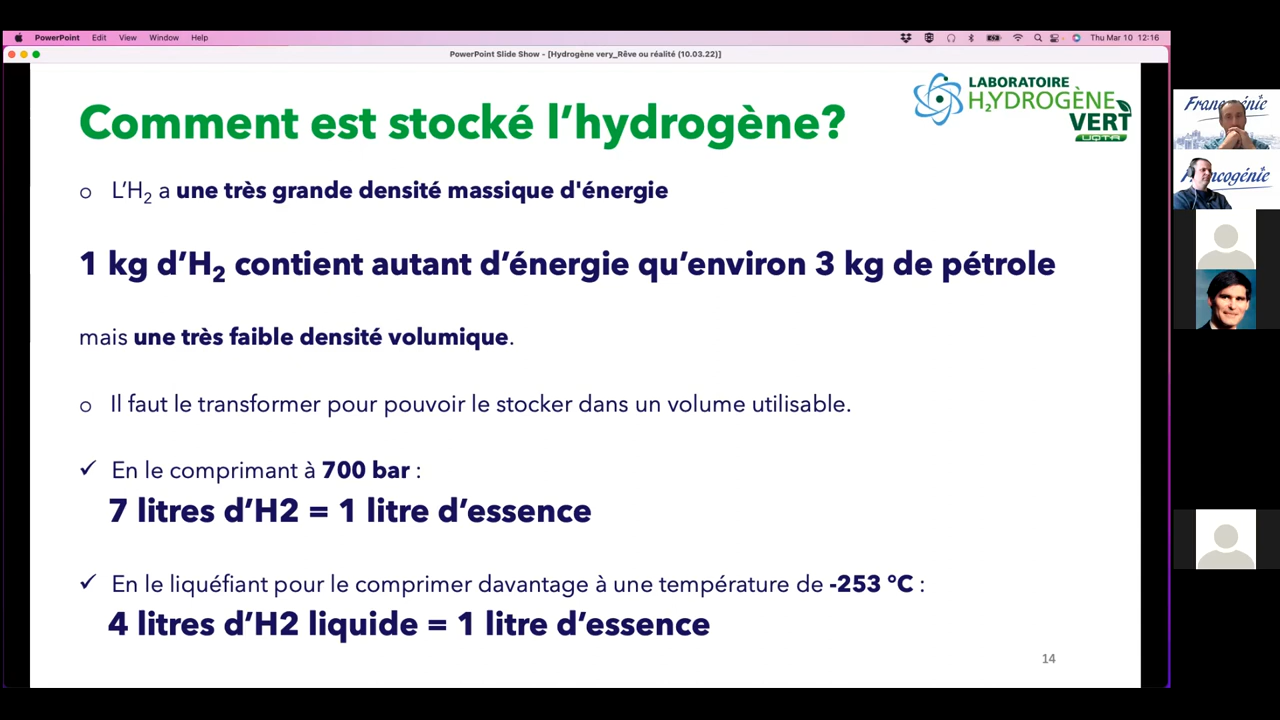 PowerPoint Edit View Window Help Thu Mar 10 12:16
PowerPoint Slide Show - [Hydrogène very_Rêve ou réalité (10.03.22)]
LABORATOIRE
H₂YDROGÈNE
VERT
UQTR
Comment est stocké l’hydrogène?
o L’H₂ a une très grande densité massique d'énergie
1 kg d’H₂ contient autant d’énergie qu’environ 3 kg de pétrole
mais une très faible densité volumique.
o Il faut le transformer pour pouvoir le stocker dans un volume utilisable.
✓ En le comprimant à 700 bar :
7 litres d’H2 = 1 litre d’essence
✓ En le liquéfiant pour le comprimer davantage à une température de -253 °C :
4 litres d’H2 liquide = 1 litre d’essence
14
Francogénie